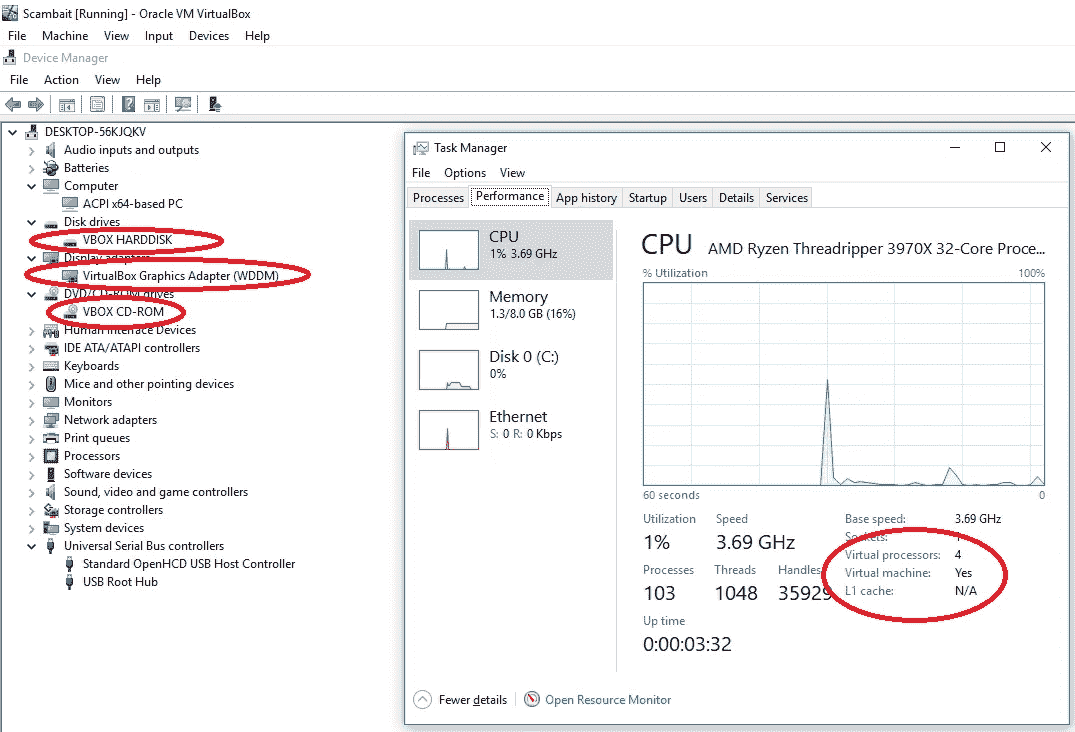 Scambait [Running] - Oracle VM VirtualBox
File Machine View Input Devices Help
Device Manager
File Action View Help
DESKTOP-56KJQKV
Audio inputs and outputs
Batteries
Computer
ACPI x64-based PC
Disk drives
VBOX HARDDISK
Display adapters
VirtualBox Graphics Adapter (WDDM)
DVD/CD-ROM drives
VBOX CD-ROM
Human Interface Devices
IDE ATA/ATAPI controllers
Keyboards
Mice and other pointing devices
Monitors
Network adapters
Print queues
Processors
Software devices
Sound, video and game controllers
Storage controllers
System devices
Universal Serial Bus controllers
Standard OpenHCD USB Host Controller
USB Root Hub
Task Manager
File Options View
Processes Performance App history Startup Users Details Services
CPU
1% 3.69 GHz
Memory
1.3/8.0 GB (16%)
Disk 0 (C:)
0%
Ethernet
S: 0 R: 0 Kbps
CPU AMD Ryzen Threadripper 3970X 32-Core Proce...
% Utilization 100%
60 seconds 0
Utilization Speed
1% 3.69 GHz
Processes Threads Handles
103 1048 35929
Up time
0:00:03:32
Base speed: 3.69 GHz
Sockets: 1
Virtual processors: 4
Virtual machine: Yes
L1 cache: N/A
Fewer details Open Resource Monitor